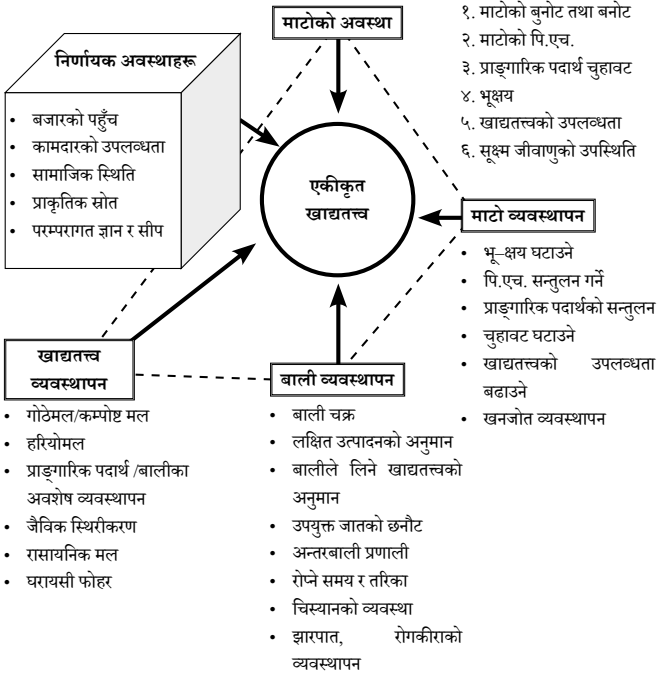 माटोको अवस्था
१. माटोको बुनोट तथा बनोट
२. माटोको पि.एच.
३. प्राङ्गारिक पदार्थ चुहावट
४. भूक्षय
५. खाद्यतत्त्वको उपलव्धता
६. सूक्ष्म जीवाणुको उपस्थिति
निर्णायक अवस्थाहरू
• बजारको पहुँच
• कामदारको उपलव्धता
• सामाजिक स्थिति
• प्राकृतिक स्रोत
• परम्परागत ज्ञान र सीप
एकीकृत
खाद्यतत्त्व
माटो व्यवस्थापन
• भू–क्षय घटाउने
• पि.एच. सन्तुलन गर्ने
• प्राङ्गारिक पदार्थको सन्तुलन
• चुहावट घटाउने
• खाद्यतत्त्वको उपलव्धता
बढाउने
• खनजोत व्यवस्थापन
खाद्यतत्त्व
व्यवस्थापन
• गोठेमल/कम्पोष्ट मल
• हरियोमल
• प्राङ्गारिक पदार्थ /बालीका
अवशेष व्यवस्थापन
• जैविक स्थिरीकरण
• रासायनिक मल
• घरायसी फोहर
बाली व्यवस्थापन
• बाली चक्र
• लक्षित उत्पादनको अनुमान
• बालीले लिने खाद्यतत्त्वको
अनुमान
• उपयुक्त जातको छनौट
• अन्तरबाली प्रणाली
• रोप्ने समय र तरिका
• चिस्यानको व्यवस्था
• झारपात, रोगकीराको
व्यवस्थापन